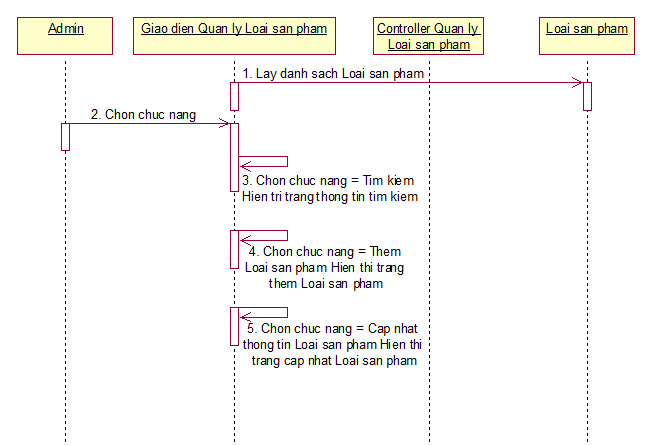 Admin
Giao dien Quan ly Loai san pham
Controller Quan ly
Loai san pham
Loai san pham
1. Lay danh sach Loai san pham
2. Chon chuc nang
3. Chon chuc nang = Tim kiem
Hien tri trang thong tin tim kiem
4. Chon chuc nang = Them
Loai san pham Hien thi trang
them Loai san pham
5. Chon chuc nang = Cap nhat
thong tin Loai san pham Hien thi
trang cap nhat Loai san pham